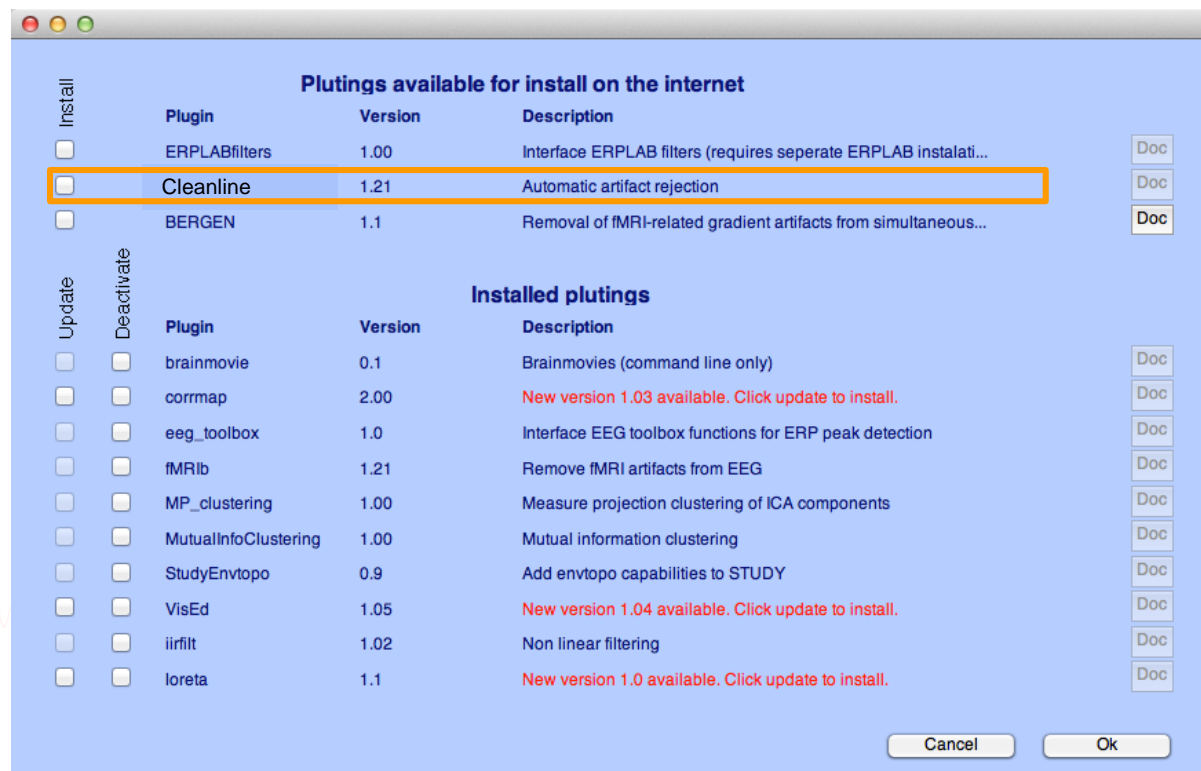 Install
Plutings available for install on the internet
Plugin Version Description
ERPLABfilters 1.00 Interface ERPLAB filters (requires seperate ERPLAB instalati... Doc
Cleanline 1.21 Automatic artifact rejection Doc
BERGEN 1.1 Removal of fMRI-related gradient artifacts from simultaneous... Doc
Update Deactivate
Installed plutings
Plugin Version Description
brainmovie 0.1 Brainmovies (command line only) Doc
corrmap 2.00 New version 1.03 available. Click update to install. Doc
eeg_toolbox 1.0 Interface EEG toolbox functions for ERP peak detection Doc
fMRIb 1.21 Remove fMRI artifacts from EEG Doc
MP_clustering 1.00 Measure projection clustering of ICA components Doc
MutualInfoClustering 1.00 Mutual information clustering Doc
StudyEnvtopo 0.9 Add envtopo capabilities to STUDY Doc
VisEd 1.05 New version 1.04 available. Click update to install. Doc
iirfilt 1.02 Non linear filtering Doc
loreta 1.1 New version 1.0 available. Click update to install. Doc
Cancel Ok